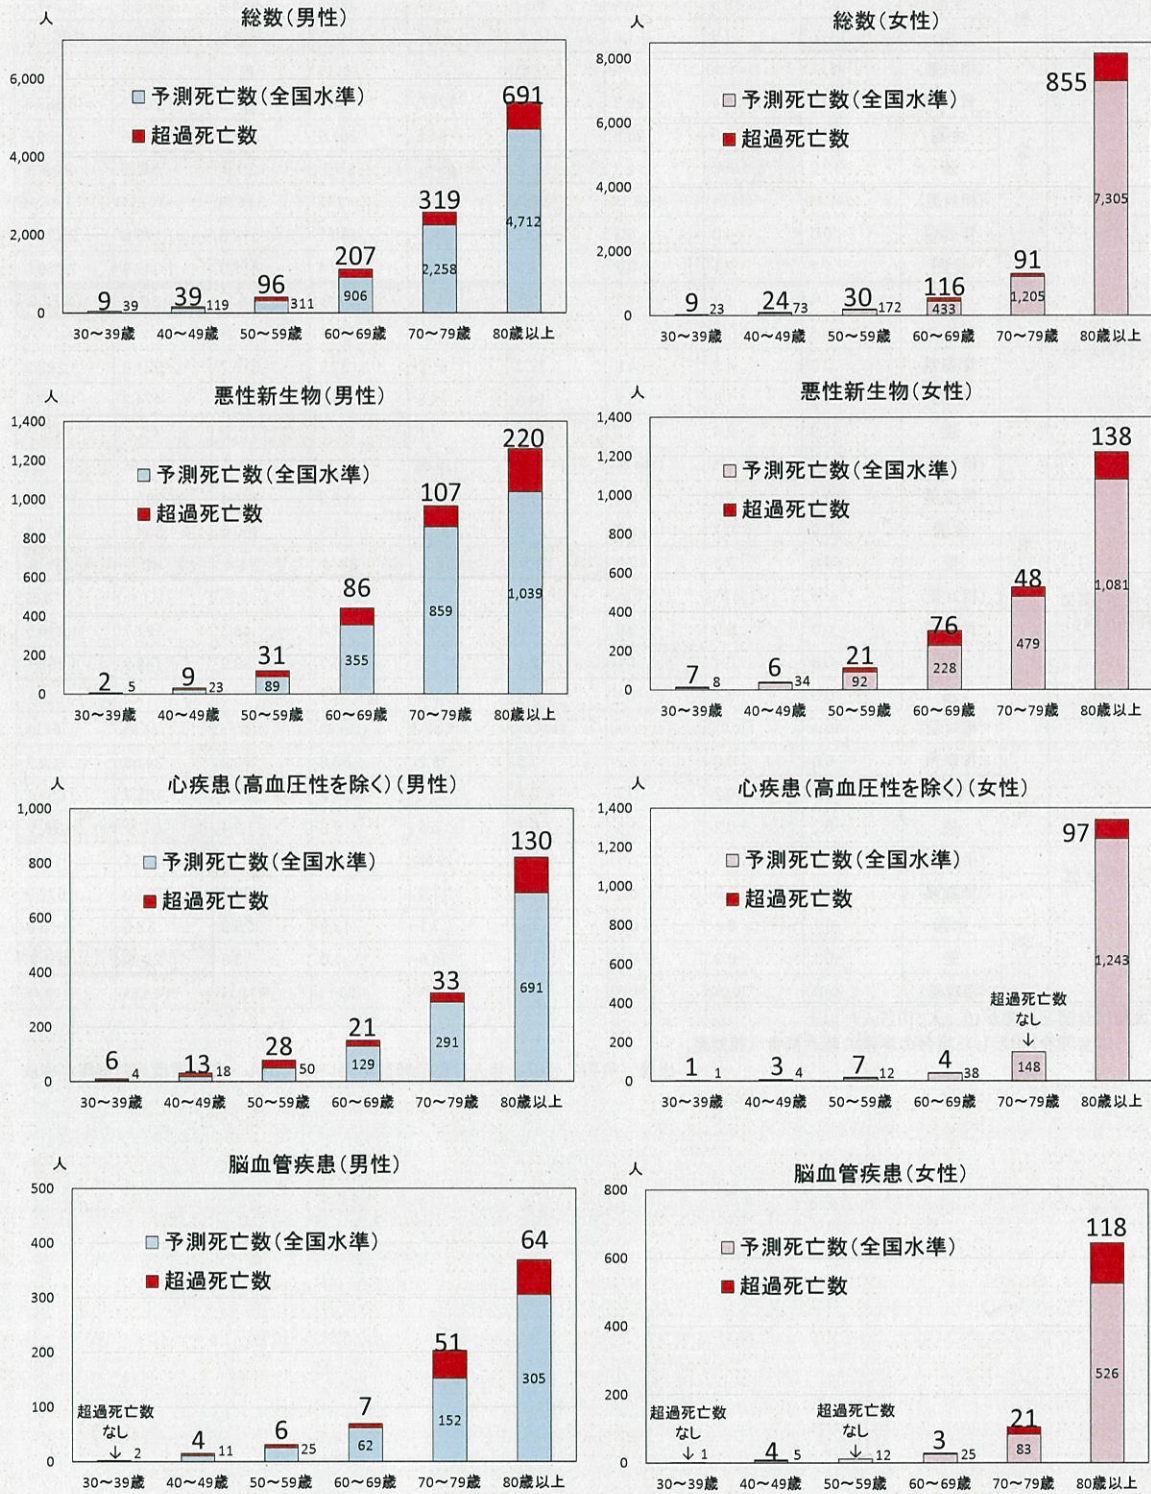 人
総数(男性)
6,000
4,000
2,000
0
予測死亡数(全国水準)
超過死亡数
9 39
39 119
96 311
207
906
319
2,258
691
4,712
30～39歳 40～49歳 50～59歳 60～69歳 70～79歳 80歳以上
人
総数(女性)
8,000
6,000
4,000
2,000
0
予測死亡数(全国水準)
超過死亡数
9 23
24 73
30 172
116
433
91
1,205
855
7,305
30～39歳 40～49歳 50～59歳 60～69歳 70～79歳 80歳以上
人
悪性新生物(男性)
1,400
1,200
1,000
800
600
400
200
0
予測死亡数(全国水準)
超過死亡数
2 5
9 23
31
89
86
355
107
859
220
1,039
30～39歳 40～49歳 50～59歳 60～69歳 70～79歳 80歳以上
人
悪性新生物(女性)
1,400
1,200
1,000
800
600
400
200
0
予測死亡数(全国水準)
超過死亡数
7 8
6 34
21
92
76
228
48
479
138
1,081
30～39歳 40～49歳 50～59歳 60～69歳 70～79歳 80歳以上
人
心疾患(高血圧性を除く)(男性)
1,000
800
600
400
200
0
予測死亡数(全国水準)
超過死亡数
6 4
13 18
28 50
21
129
33
291
130
691
30～39歳 40～49歳 50～59歳 60～69歳 70～79歳 80歳以上
人
心疾患(高血圧性を除く)(女性)
1,400
1,200
1,000
800
600
400
200
0
予測死亡数(全国水準)
超過死亡数
1 1
3 4
7 12
4 38
超過死亡数
なし
↓
148
97
1,243
30～39歳 40～49歳 50～59歳 60～69歳 70～79歳 80歳以上
人
脳血管疾患(男性)
500
400
300
200
100
0
予測死亡数(全国水準)
超過死亡数
超過死亡数
なし
↓ 2
4 11
6 25
7
62
51
152
64
305
30～39歳 40～49歳 50～59歳 60～69歳 70～79歳 80歳以上
人
脳血管疾患(女性)
800
600
400
200
0
予測死亡数(全国水準)
超過死亡数
超過死亡数
なし
↓ 1
4 5
超過死亡数
なし
↓ 12
3 25
21
83
118
526
30～39歳 40～49歳 50～59歳 60～69歳 70～79歳 80歳以上